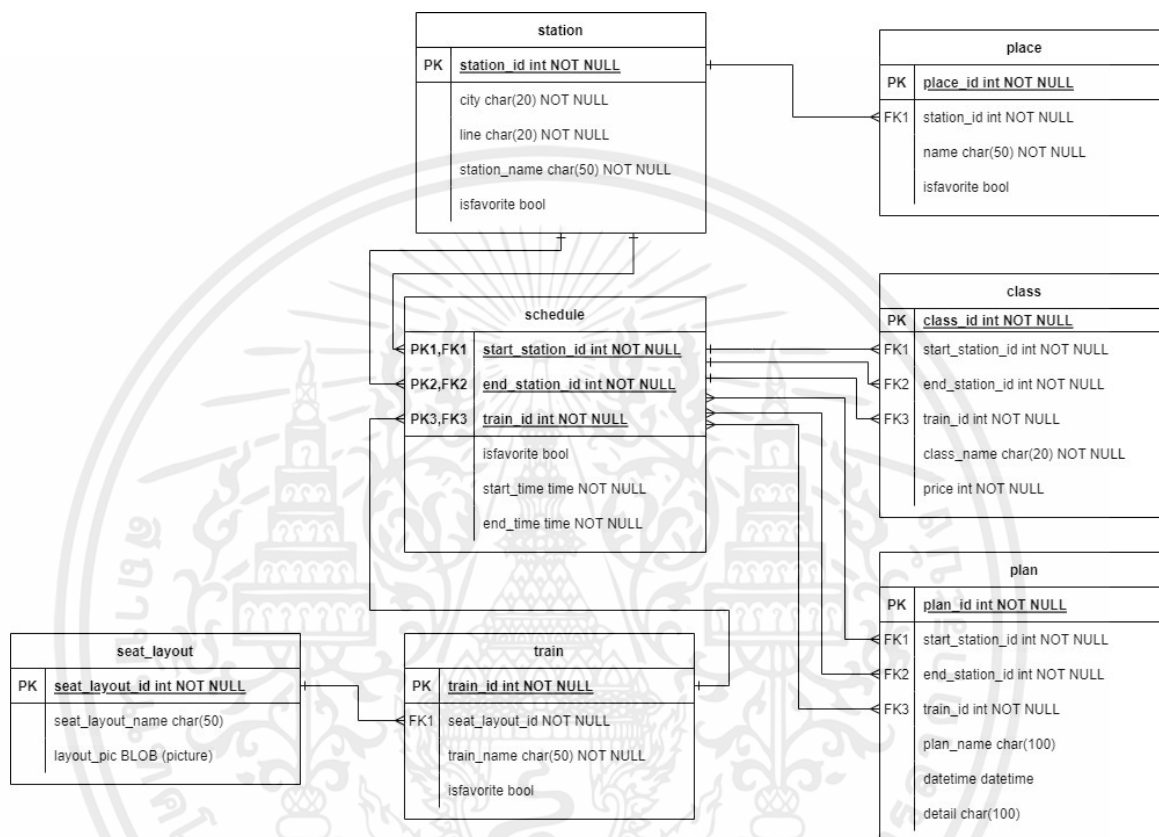 station
PK station_id int NOT NULL
city char(20) NOT NULL
line char(20) NOT NULL
station_name char(50) NOT NULL
isfavorite bool
place
PK place_id int NOT NULL
FK1 station_id int NOT NULL
name char(50) NOT NULL
isfavorite bool
schedule
PK1,FK1 start_station_id int NOT NULL
PK2,FK2 end_station_id int NOT NULL
PK3,FK3 train_id int NOT NULL
isfavorite bool
start_time time NOT NULL
end_time time NOT NULL
class
PK class_id int NOT NULL
FK1 start_station_id int NOT NULL
FK2 end_station_id int NOT NULL
FK3 train_id int NOT NULL
class_name char(20) NOT NULL
price int NOT NULL
plan
PK plan_id int NOT NULL
FK1 start_station_id int NOT NULL
FK2 end_station_id int NOT NULL
FK3 train_id int NOT NULL
plan_name char(100)
datetime datetime
detail char(100)
seat_layout
PK seat_layout_id int NOT NULL
seat_layout_name char(50)
layout_pic BLOB (picture)
train
PK train_id int NOT NULL
FK1 seat_layout_id NOT NULL
train_name char(50) NOT NULL
isfavorite bool